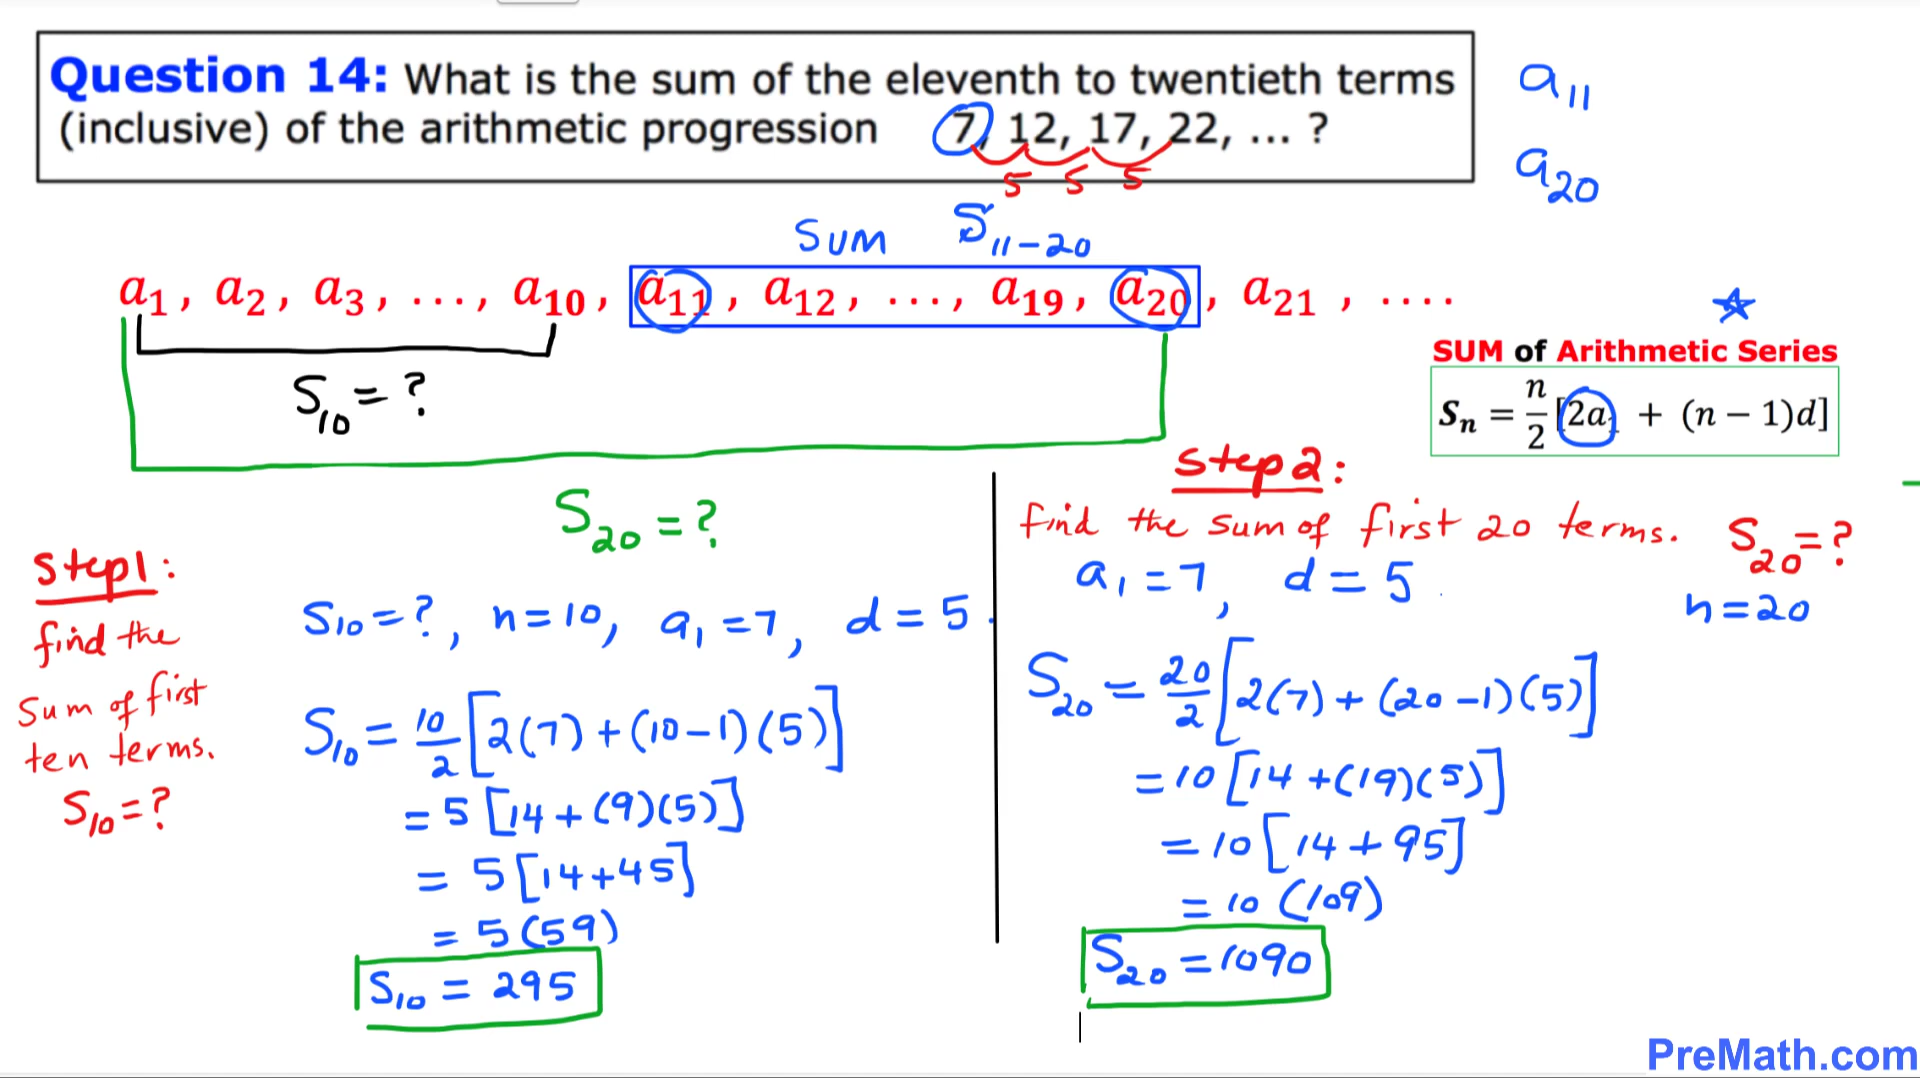 Question 14: What is the sum of the eleventh to twentieth terms
(inclusive) of the arithmetic progression 7, 12, 17, 22, ... ?
5 5 5
a11
a20
Sum S11-20
a1, a2, a3, ..., a10, a11, a12, ..., a19, a20, a21, ....
S10 = ?
S20 = ?
SUM of Arithmetic Series
Sn = n/2 [2a1 + (n − 1)d]
Step1:
find the
Sum of first
ten terms.
S10 = ?
S10 = ?, n = 10, a1 = 7, d = 5.
S10 = 10/2 [2(7) + (10-1)(5)]
= 5 [14 + (9)(5)]
= 5 [14+45]
= 5 (59)
S10 = 295
Step2:
find the sum of first 20 terms. S20 = ?
a1 = 7, d = 5 n = 20
S20 = 20/2 [2(7) + (20-1)(5)]
= 10 [14 + (19)(5)]
= 10 [14 + 95]
= 10 (109)
S20 = 1090
PreMath.com